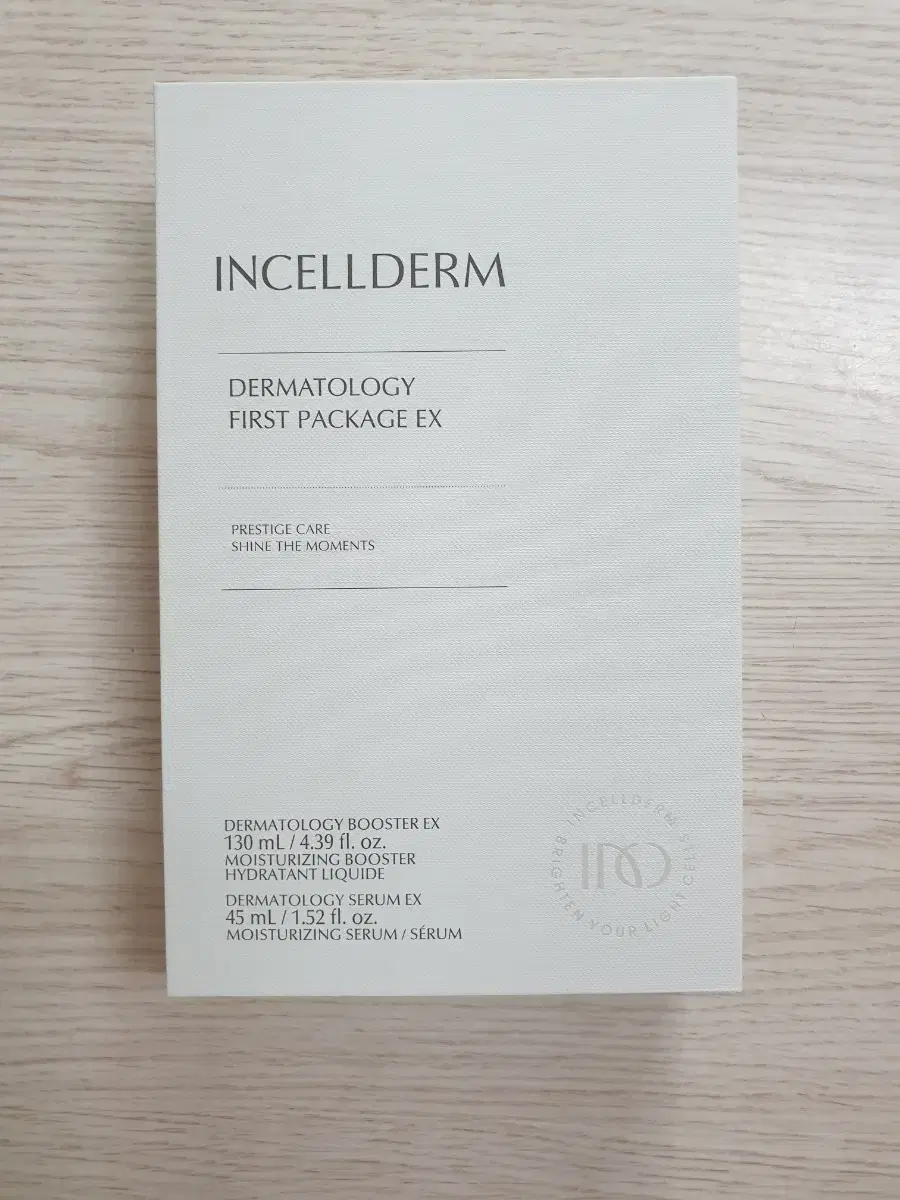 INCELLDERM
DERMATOLOGY
FIRST PACKAGE EX
PRESTIGE CARE
SHINE THE MOMENTS
DERMATOLOGY BOOSTER EX
130 mL / 4.39 fl. oz.
MOISTURIZING BOOSTER
HYDRATANT LIQUIDE
DERMATOLOGY SERUM EX
45 mL / 1.52 fl. oz.
MOISTURIZING SERUM / SÉRUM
INCELLDERM
BRIGHTEN YOUR LIGHT CELLS